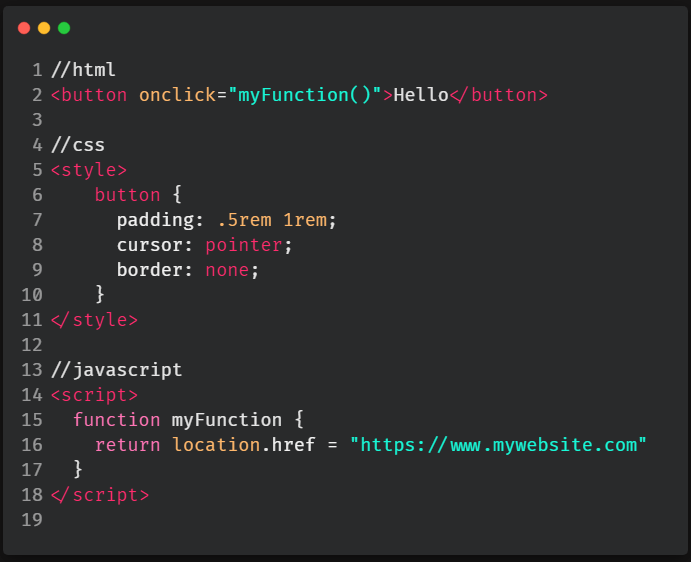 1 //html
2 <button onclick="myFunction()">Hello</button>
3
4 //css
5 <style>
6     button {
7       padding: .5rem 1rem;
8       cursor: pointer;
9       border: none;
10     }
11 </style>
12
13 //javascript
14 <script>
15   function myFunction {
16     return location.href = "https://www.mywebsite.com"
17   }
18 </script>
19